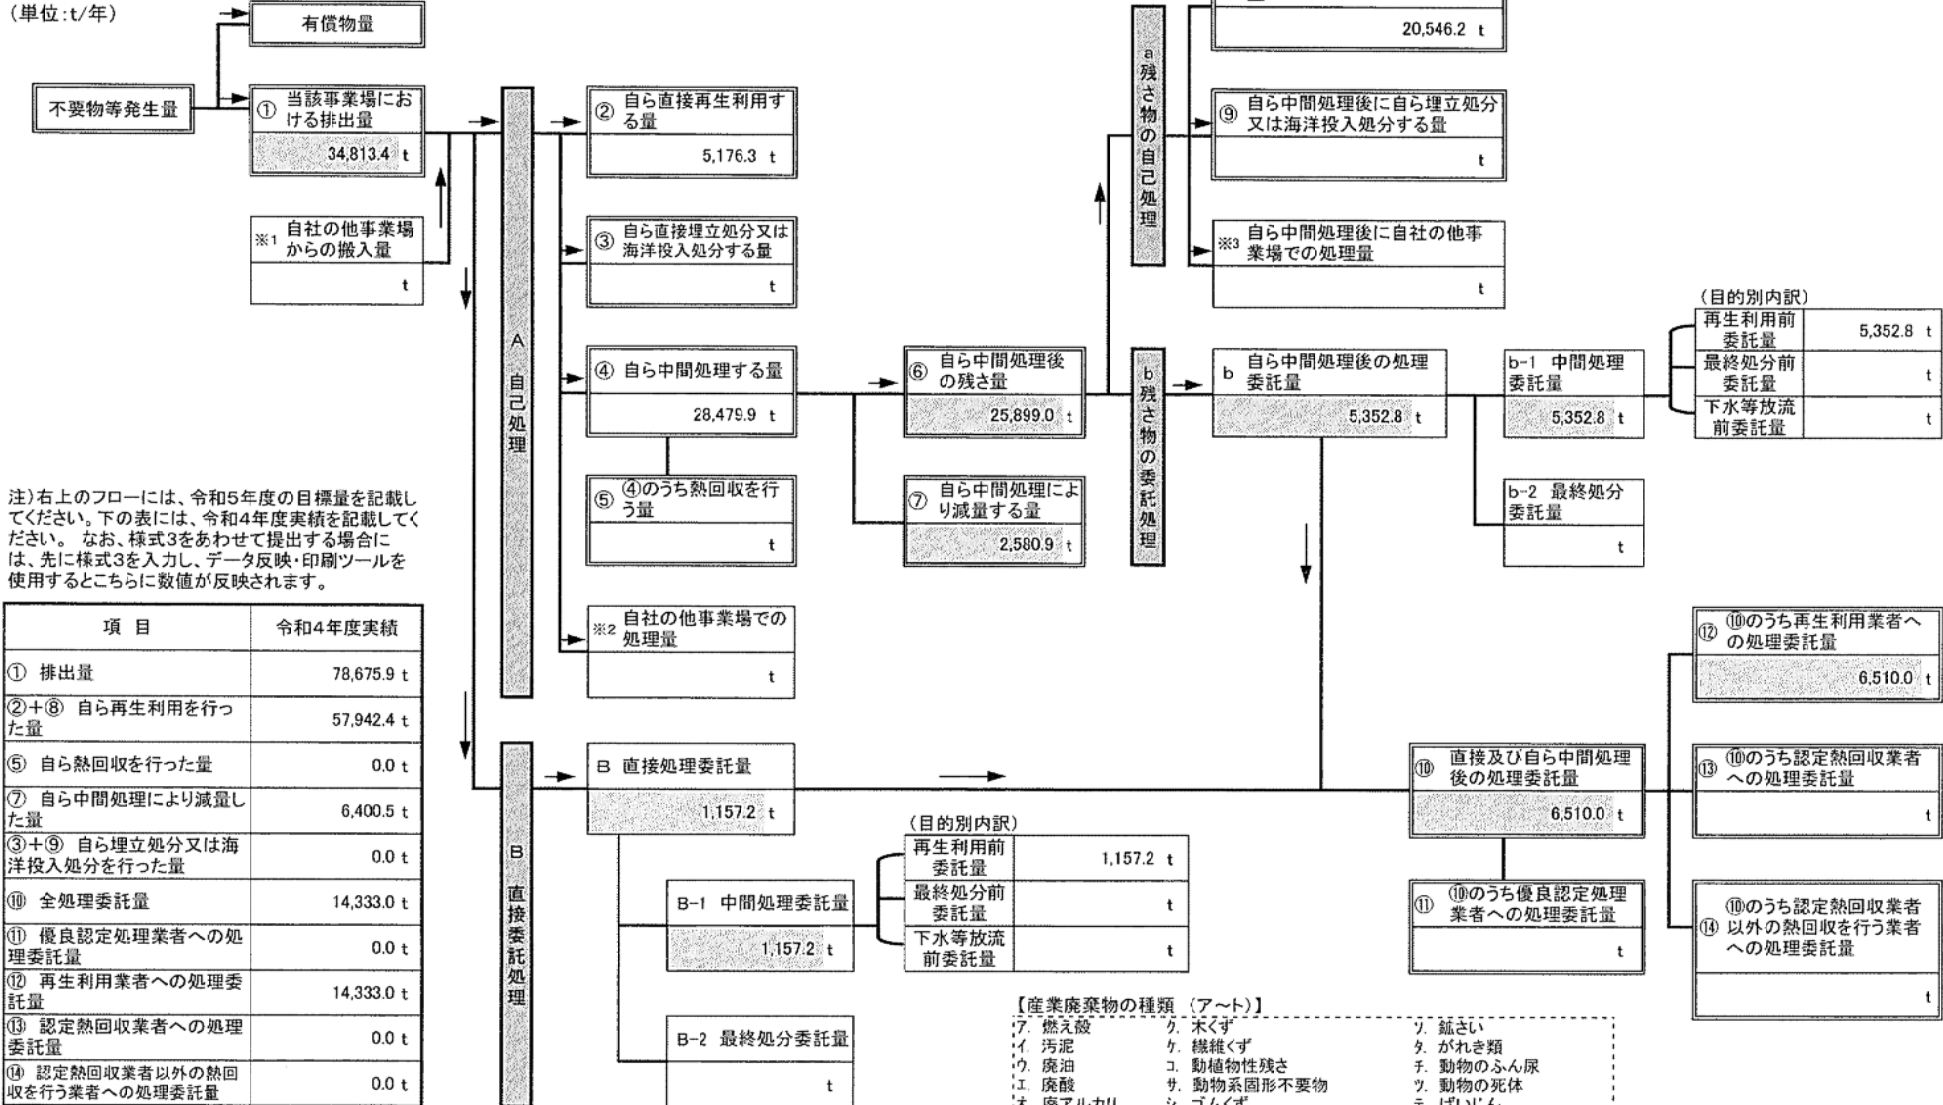 (単位:t/年)
有償物量
不要物等発生量
① 当該事業場にお
ける排出量
34,813.4 t
※1 自社の他事業場
からの搬入量
t
A 自己処理
② 自ら直接再生利用す
る量
5,176.3 t
③ 自ら直接埋立処分又は
海洋投入処分する量
t
④ 自ら中間処理する量
28,479.9 t
⑤ ④のうち熱回収を行
う量
t
※2 自社の他事業場での
処理量
t
⑥ 自ら中間処理後
の残さ量
25,899.0 t
⑦ 自ら中間処理によ
り減量する量
2,580.9 t
a 残さ物の自己処理
20,546.2 t
⑨ 自ら中間処理後に自ら埋立処分
又は海洋投入処分する量
t
※3 自ら中間処理後に自社の他事
業場での処理量
t
b 残さ物の委託処理
b 自ら中間処理後の処理
委託量
5,352.8 t
b-1 中間処理
委託量
5,352.8 t
b-2 最終処分
委託量
t
(目的別内訳)
再生利用前
委託量
5,352.8 t
最終処分前
委託量
t
下水等放流
前委託量
t
注)右上のフローには、令和5年度の目標量を記載し
てください。下の表には、令和4年度実績を記載してく
ださい。 なお、様式3をあわせて提出する場合に
は、先に様式3を入力し、データ反映・印刷ツールを
使用するとこちらに数値が反映されます。
項 目 令和4年度実績
① 排出量 78,675.9 t
②+⑧ 自ら再生利用を行っ
た量 57,942.4 t
⑤ 自ら熱回収を行った量 0.0 t
⑦ 自ら中間処理により減量し
た量 6,400.5 t
③+⑨ 自ら埋立処分又は海
洋投入処分を行った量 0.0 t
⑩ 全処理委託量 14,333.0 t
⑪ 優良認定処理業者への処
理委託量 0.0 t
⑫ 再生利用業者への処理委
託量 14,333.0 t
⑬ 認定熱回収業者への処理
委託量 0.0 t
⑭ 認定熱回収業者以外の熱回
収を行う業者への処理委託量 0.0 t
B 直接委託処理
B 直接処理委託量
1,157.2 t
B-1 中間処理委託量
1,157.2 t
B-2 最終処分委託量
t
(目的別内訳)
再生利用前
委託量
1,157.2 t
最終処分前
委託量
t
下水等放流
前委託量
t
⑩ 直接及び自ら中間処理
後の処理委託量
6,510.0 t
⑪ ⑩のうち優良認定処理
業者への処理委託量
t
⑫ ⑩のうち再生利用業者へ
の処理委託量
6,510.0 t
⑬ ⑩のうち認定熱回収業者
への処理委託量
t
⑭ ⑩のうち認定熱回収業者
以外の熱回収を行う業者
への処理委託量
t
【産業廃棄物の種類 (ア～ト)】
ア. 燃え殻 ク. 木くず ソ. 鉱さい
イ. 汚泥 ケ. 繊維くず タ. がれき類
ウ. 廃油 コ. 動植物性残さ チ. 動物のふん尿
エ. 廃酸 サ. 動物系固形不要物 ツ. 動物の死体
オ. 廃アルカリ シ. ゴムくず テ. ばいじん